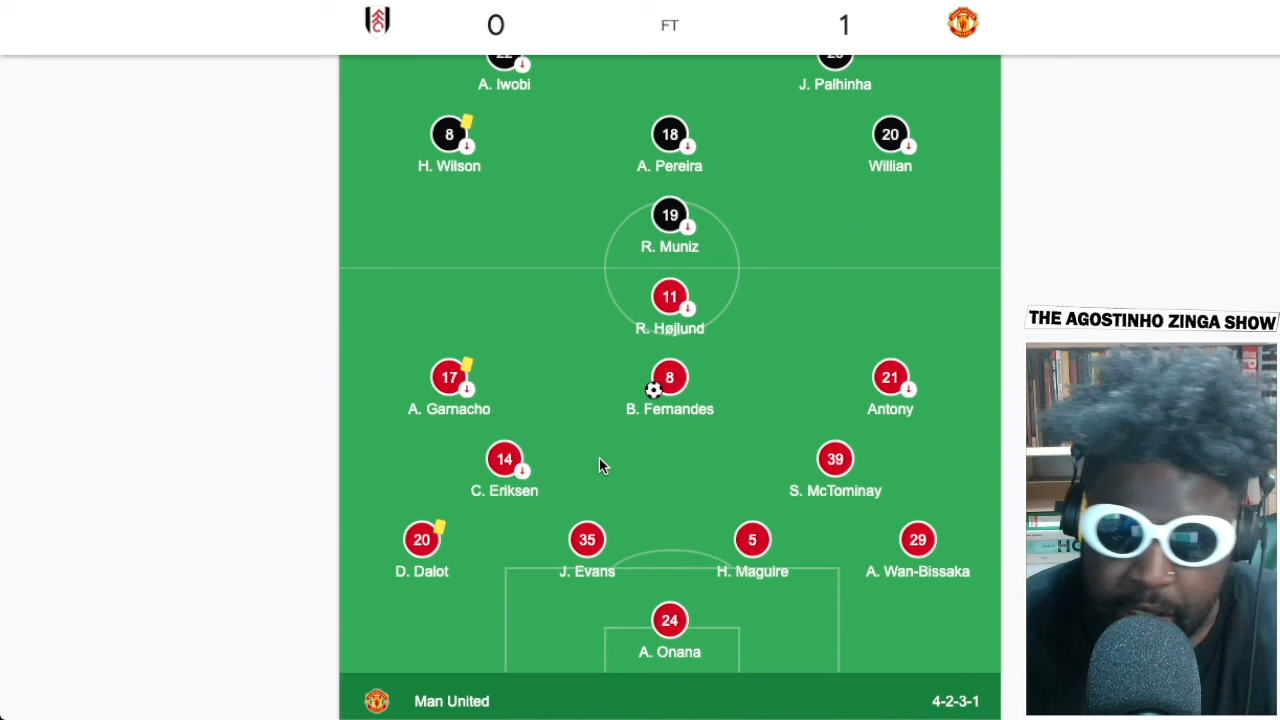 0 FT 1
A. Iwobi J. Palhinha
8 18 20
H. Wilson A. Pereira Willian
19
R. Muniz
11
R. Højlund
17 8 21
A. Garnacho B. Fernandes Antony
14 39
C. Eriksen S. McTominay
THE AGOSTINHO ZINGA SHOW
20 35 5 29
D. Dalot J. Evans H. Maguire A. Wan-Bissaka
24
A. Onana
Man United 4-2-3-1